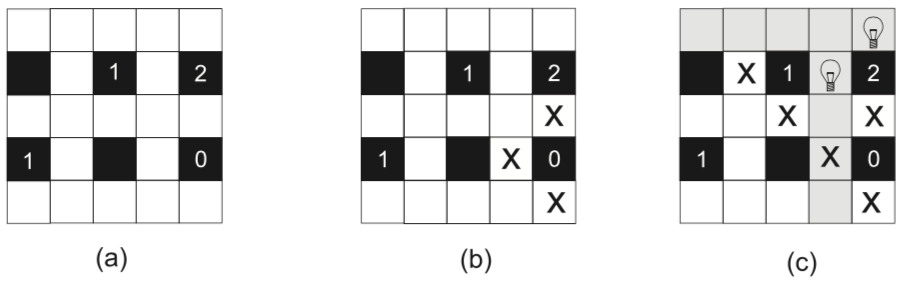 1 2 1 2 X 1 2
X X X
1 0 1 X 0 1 X 0
X X
(a) (b) (c)